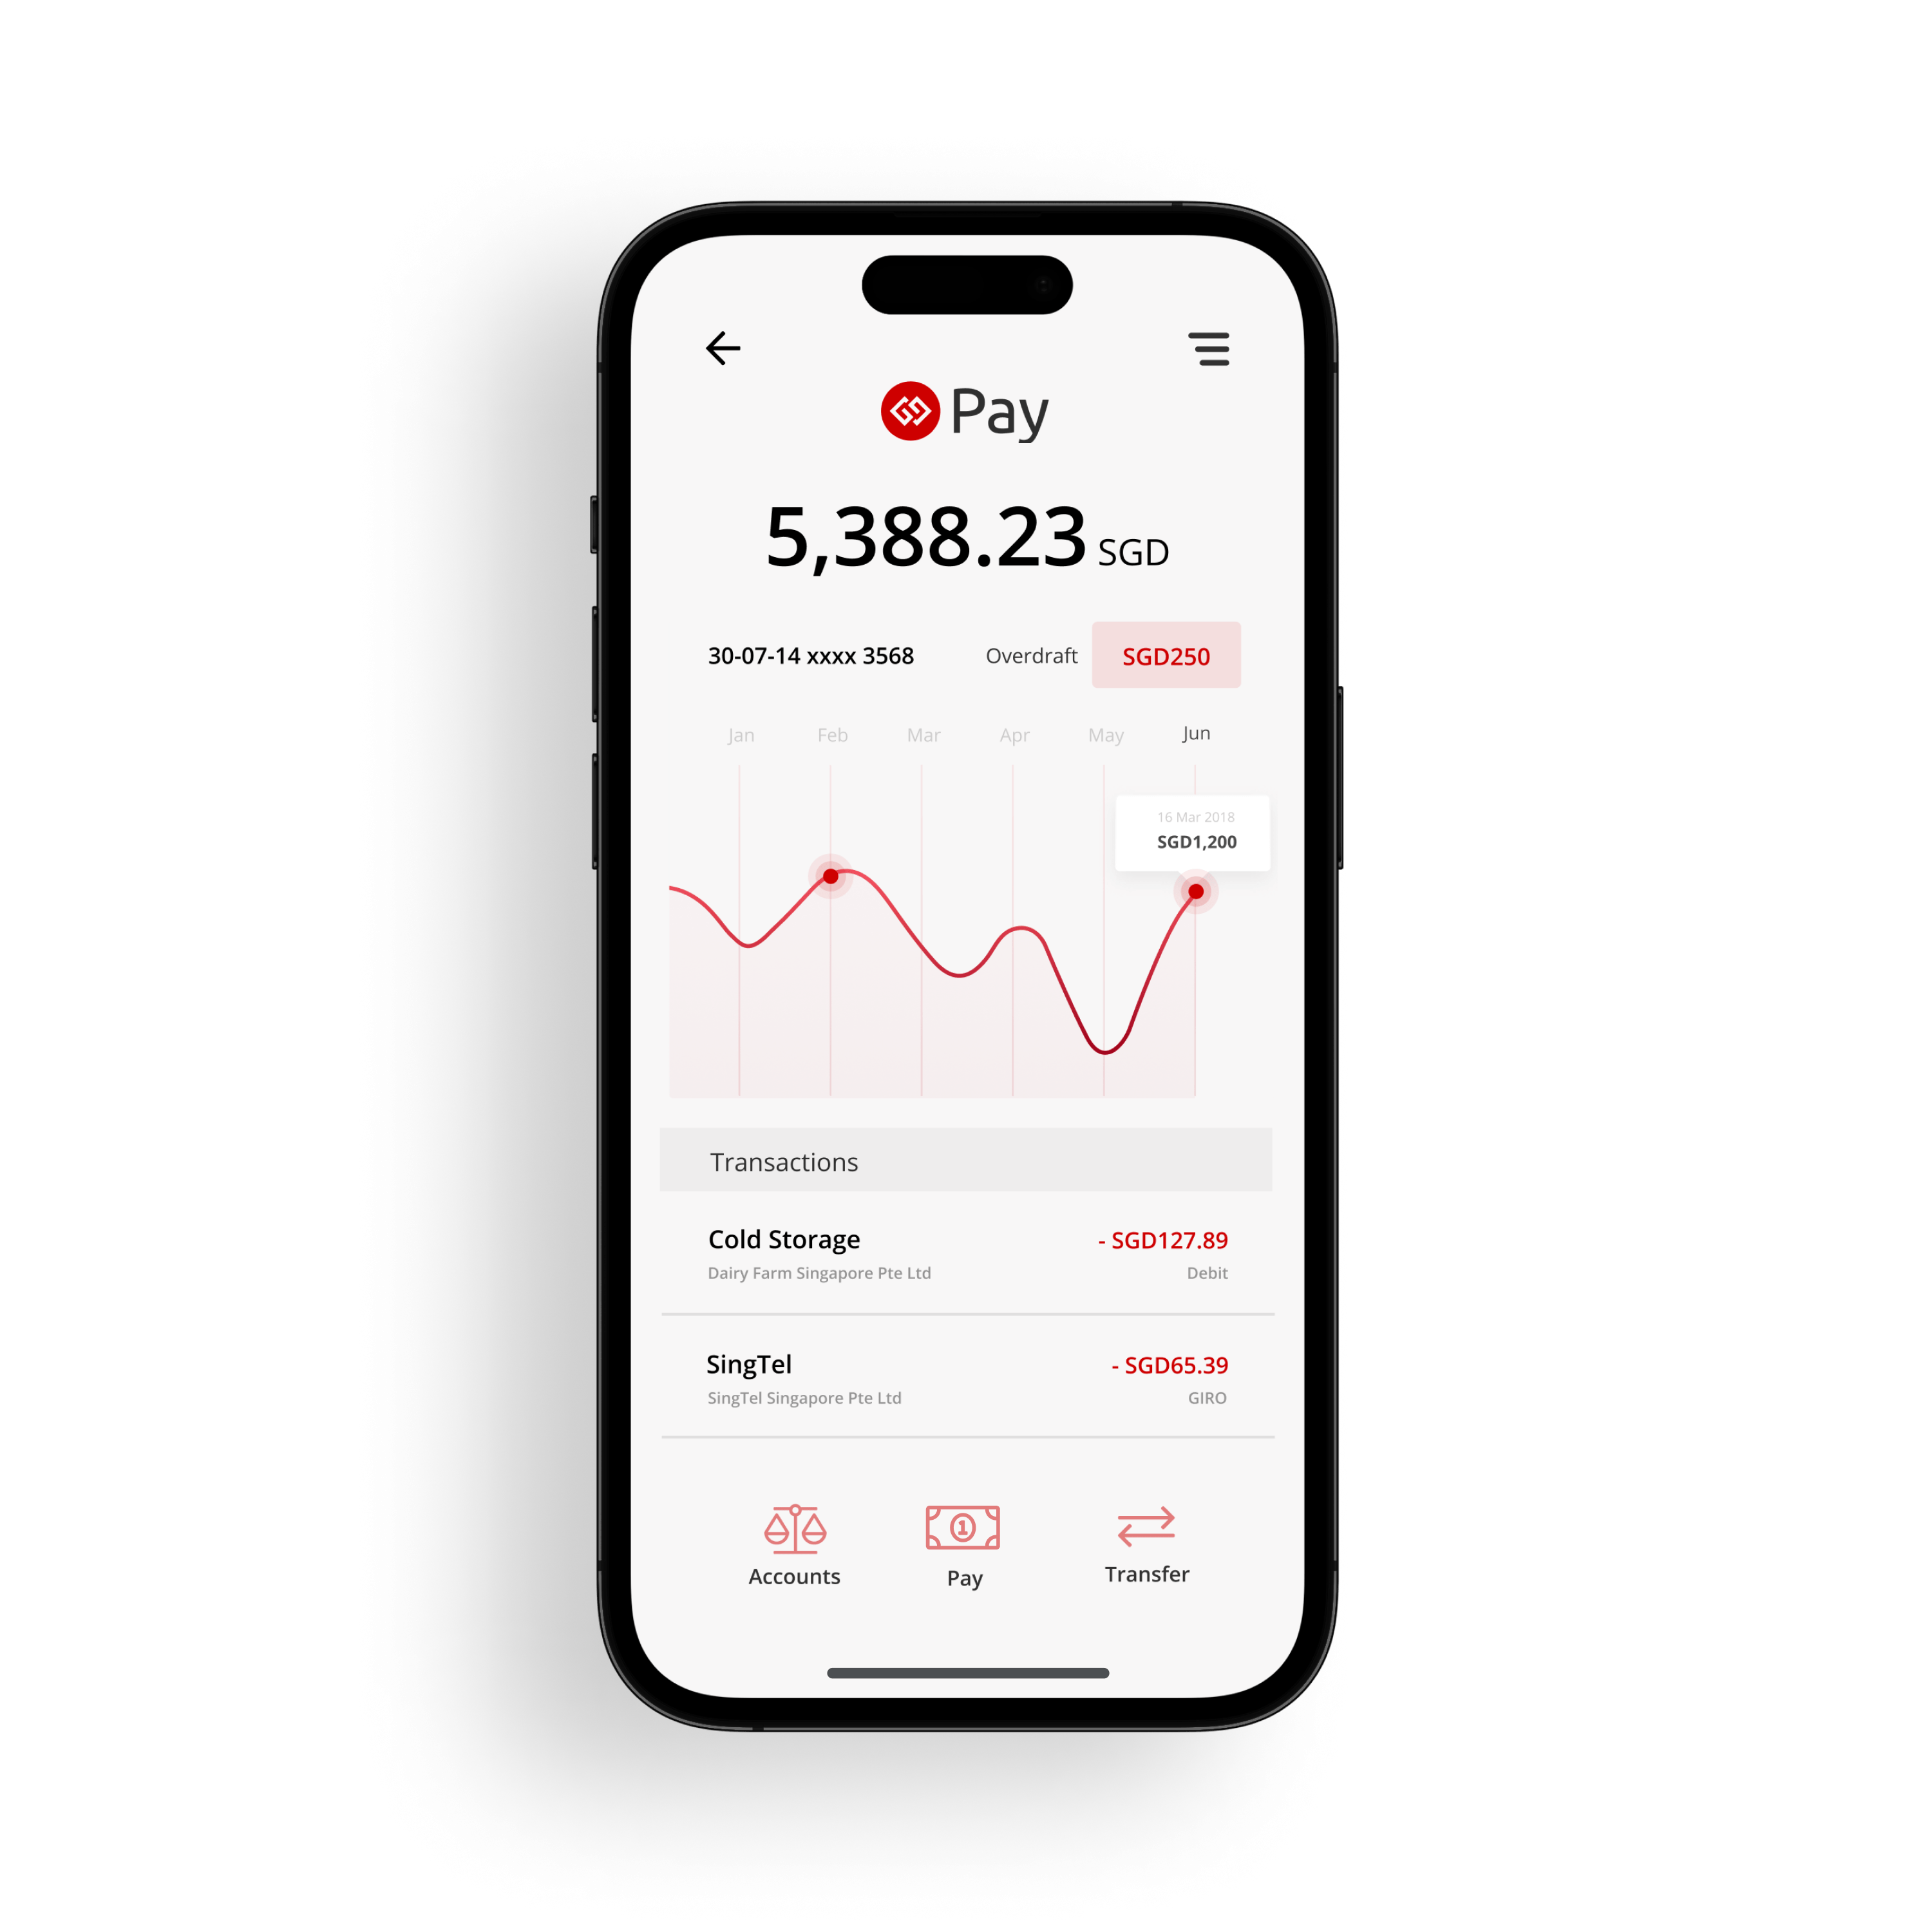 Pay
5,388.23 SGD
30-07-14 xxxx 3568 Overdraft SGD250
Jan Feb Mar Apr May Jun
16 Mar 2018
SGD1,200
Transactions
Cold Storage - SGD127.89
Dairy Farm Singapore Pte Ltd Debit
SingTel - SGD65.39
SingTel Singapore Pte Ltd GIRO
1
Accounts Pay Transfer